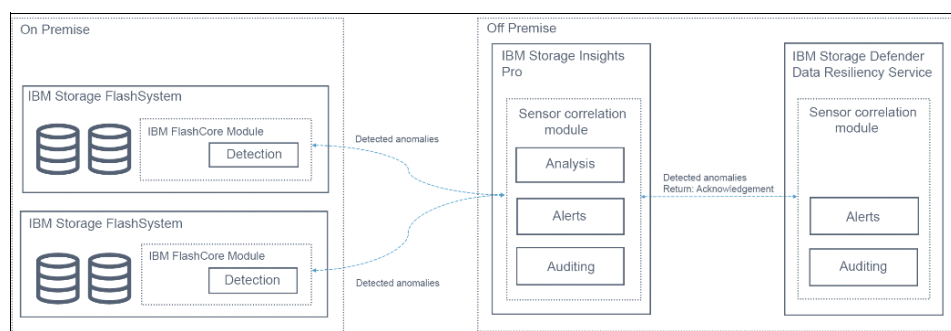 On Premise
IBM Storage FlashSystem
IBM FlashCore Module
Detection
IBM Storage FlashSystem
IBM FlashCore Module
Detection
Detected anomalies
Detected anomalies
Off Premise
IBM Storage Insights
Pro
Sensor correlation
module
Analysis
Alerts
Auditing
Detected anomalies
Return: Acknowledgement
IBM Storage Defender
Data Resiliency Service
Sensor correlation
module
Alerts
Auditing